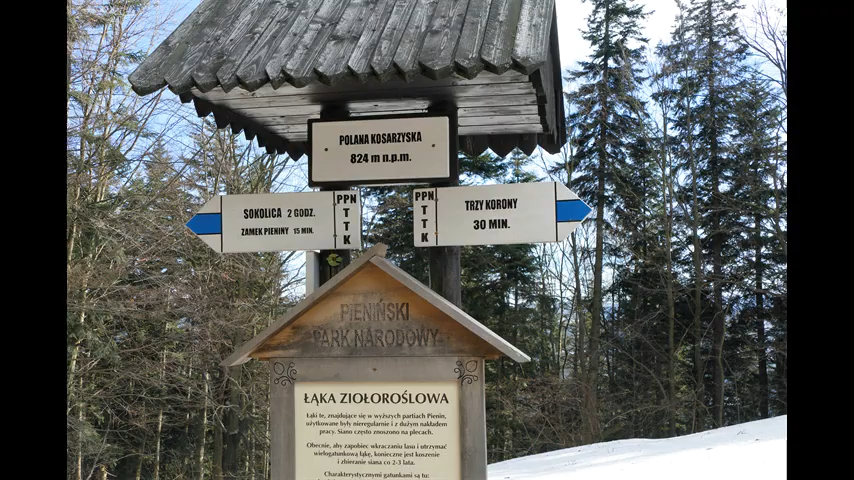 POLANA KOSARZYSKA
824 m n.p.m.
SOKOLICA 2 GODZ.
ZAMEK PIENINY 15 MIN.
PPN
TTK
PPN
TTK
TRZY KORONY
30 MIN.
PIENIŃSKI
PARK NARODOWY
ŁĄKA ZIOŁOROŚLOWA
Łąki te, znajdujące się w wyższych partiach Pienin,
użytkowane były nieregularnie i z dużym nakładem
pracy. Siano często znoszono na plecach.
Obecnie, aby zapobiec wkraczaniu lasu i utrzymać
wielogatunkową łąkę, konieczne jest koszenie
i zbieranie siana co 2-3 lata.
Charakterystycznymi gatunkami są tu: